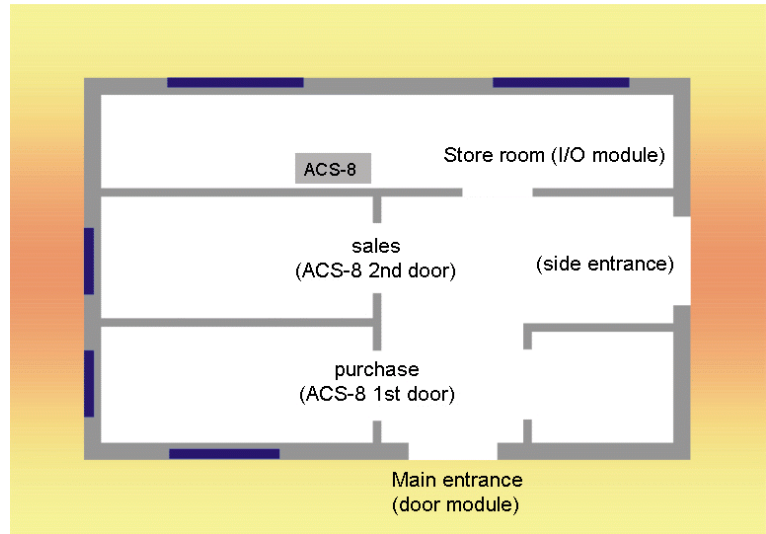 Store room (I/O module)
ACS-8
sales
(ACS-8 2nd door)
(side entrance)
purchase
(ACS-8 1st door)
Main entrance
(door module)